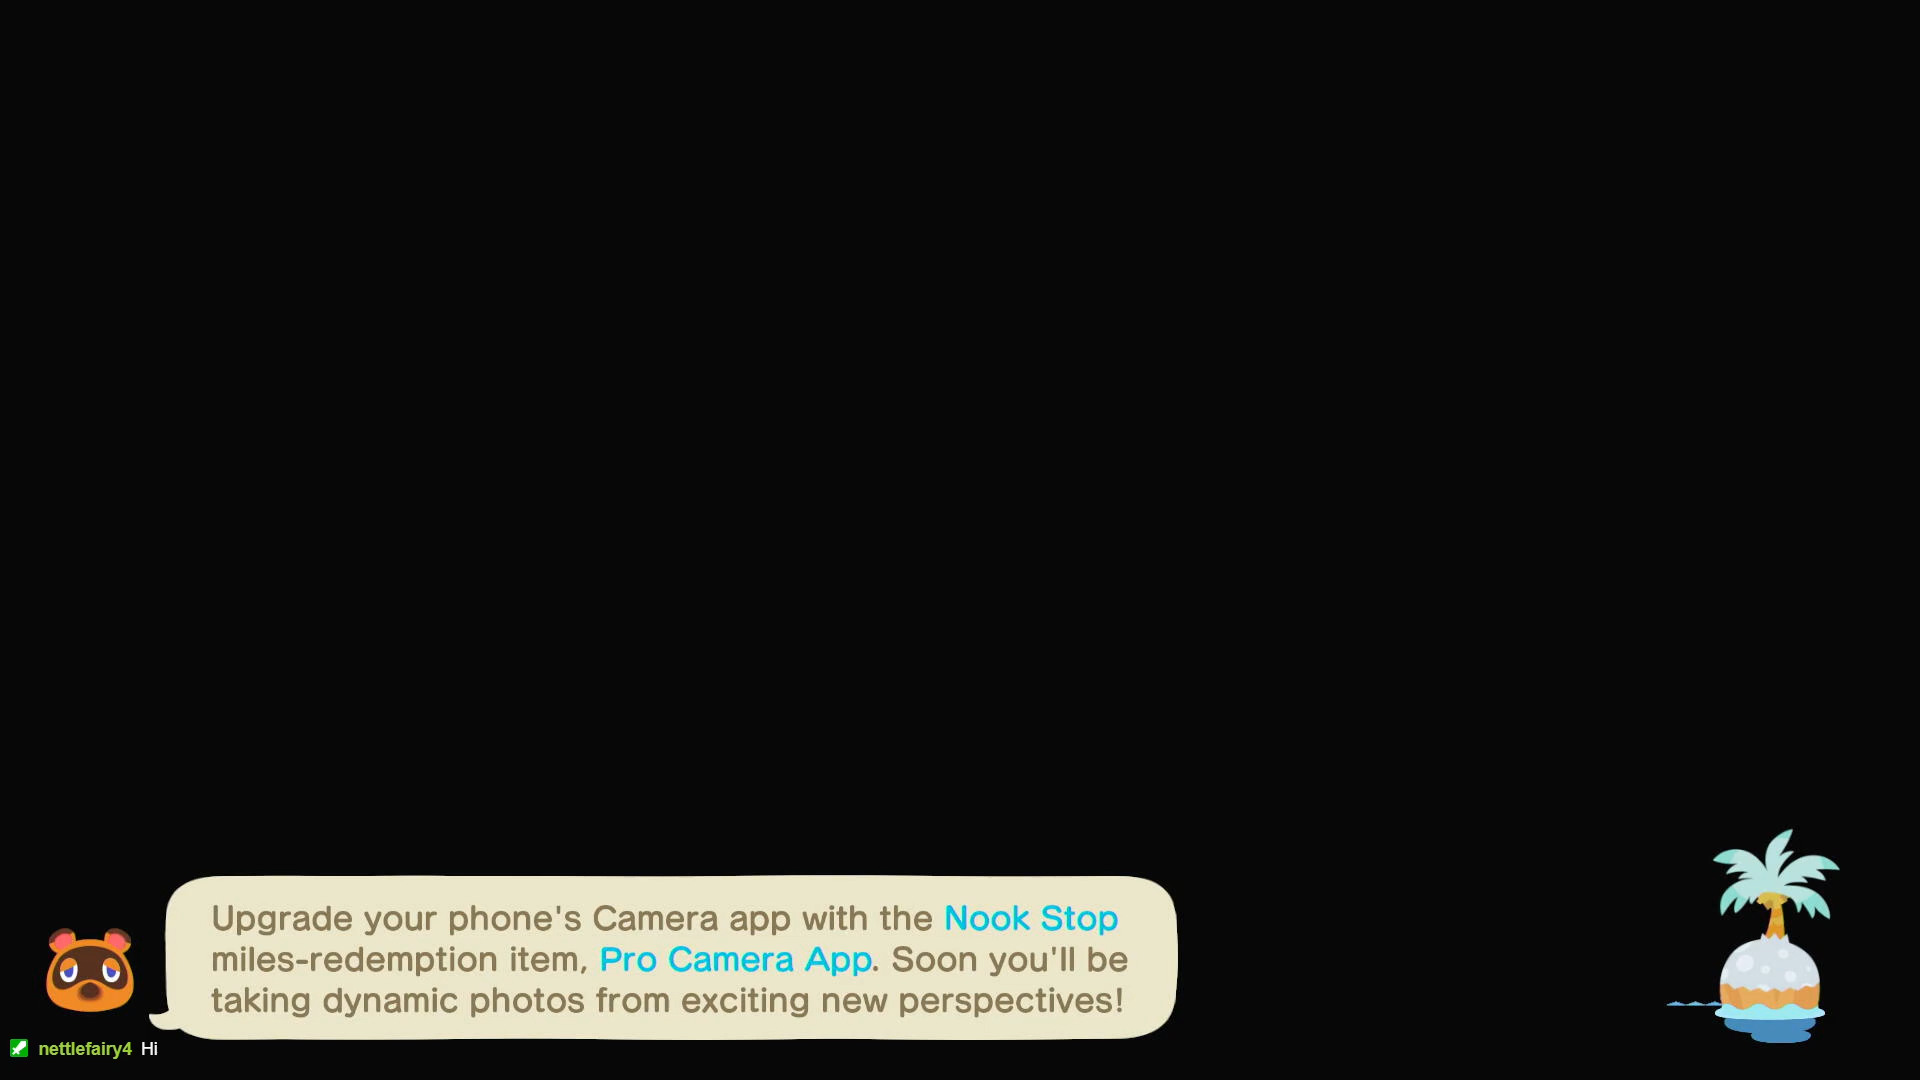 Upgrade your phone's Camera app with the Nook Stop
miles-redemption item, Pro Camera App. Soon you'll be
taking dynamic photos from exciting new perspectives!
nettlefairy4 Hi